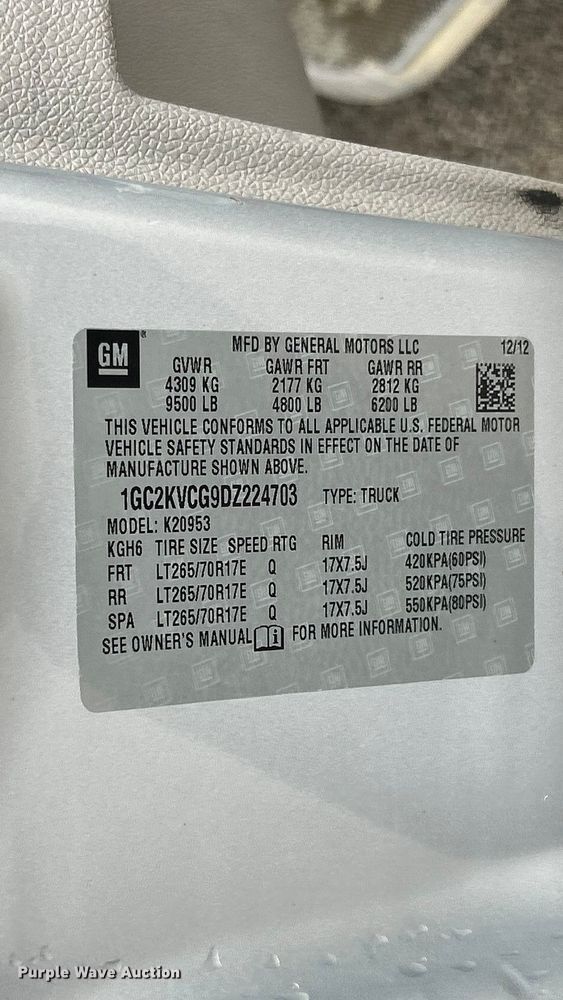 GM
MFD BY GENERAL MOTORS LLC 12/12
GVWR GAWR FRT GAWR RR
4309 KG 2177 KG 2812 KG
9500 LB 4800 LB 6200 LB
THIS VEHICLE CONFORMS TO ALL APPLICABLE U.S. FEDERAL MOTOR
VEHICLE SAFETY STANDARDS IN EFFECT ON THE DATE OF
MANUFACTURE SHOWN ABOVE.
1GC2KVCG9DZ224703 TYPE: TRUCK
MODEL: K20953
KGH6 TIRE SIZE SPEED RTG RIM COLD TIRE PRESSURE
FRT LT265/70R17E Q 17X7.5J 420KPA(60PSI)
RR LT265/70R17E Q 17X7.5J 520KPA(75PSI)
SPA LT265/70R17E Q 17X7.5J 550KPA(80PSI)
SEE OWNER'S MANUAL i FOR MORE INFORMATION.
Purple Wave Auction